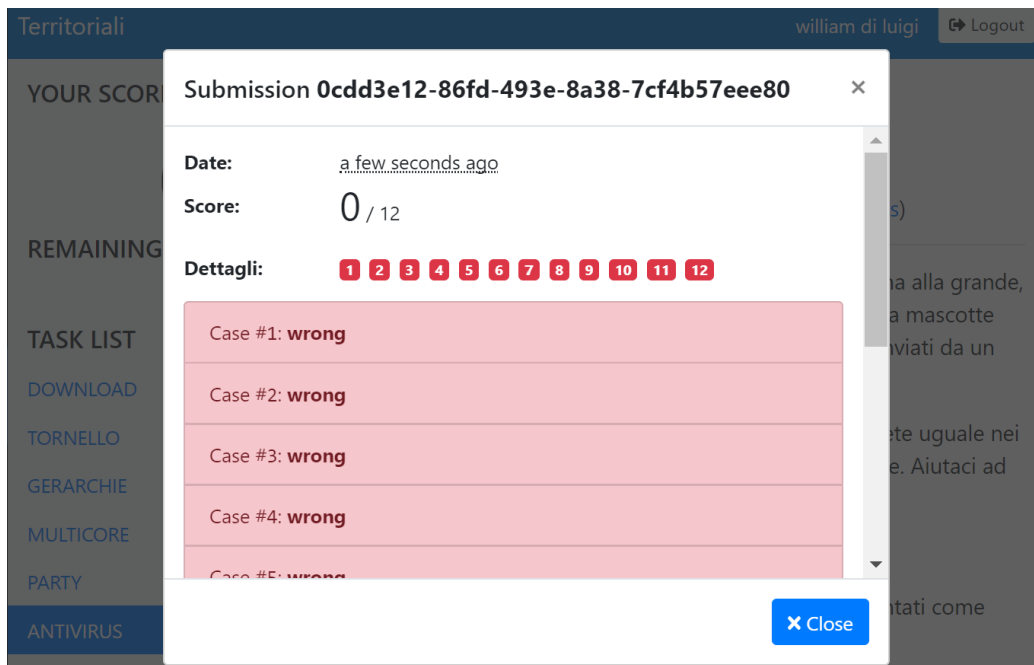 Territoriali
william di luigi
Logout
YOUR SCOR
Submission 0cdd3e12-86fd-493e-8a38-7cf4b57eee80
×
Date: a few seconds ago
Score: 0 / 12
s)
REMAINING
Dettagli: 1 2 3 4 5 6 7 8 9 10 11 12
na alla grande,
Case #1: wrong
a mascotte
TASK LIST
nviati da un
DOWNLOAD
Case #2: wrong
TORNELLO
ete uguale nei
Case #3: wrong
e. Aiutaci ad
GERARCHIE
Case #4: wrong
MULTICORE
Case #5: wrong
PARTY
ntati come
ANTIVIRUS
× Close